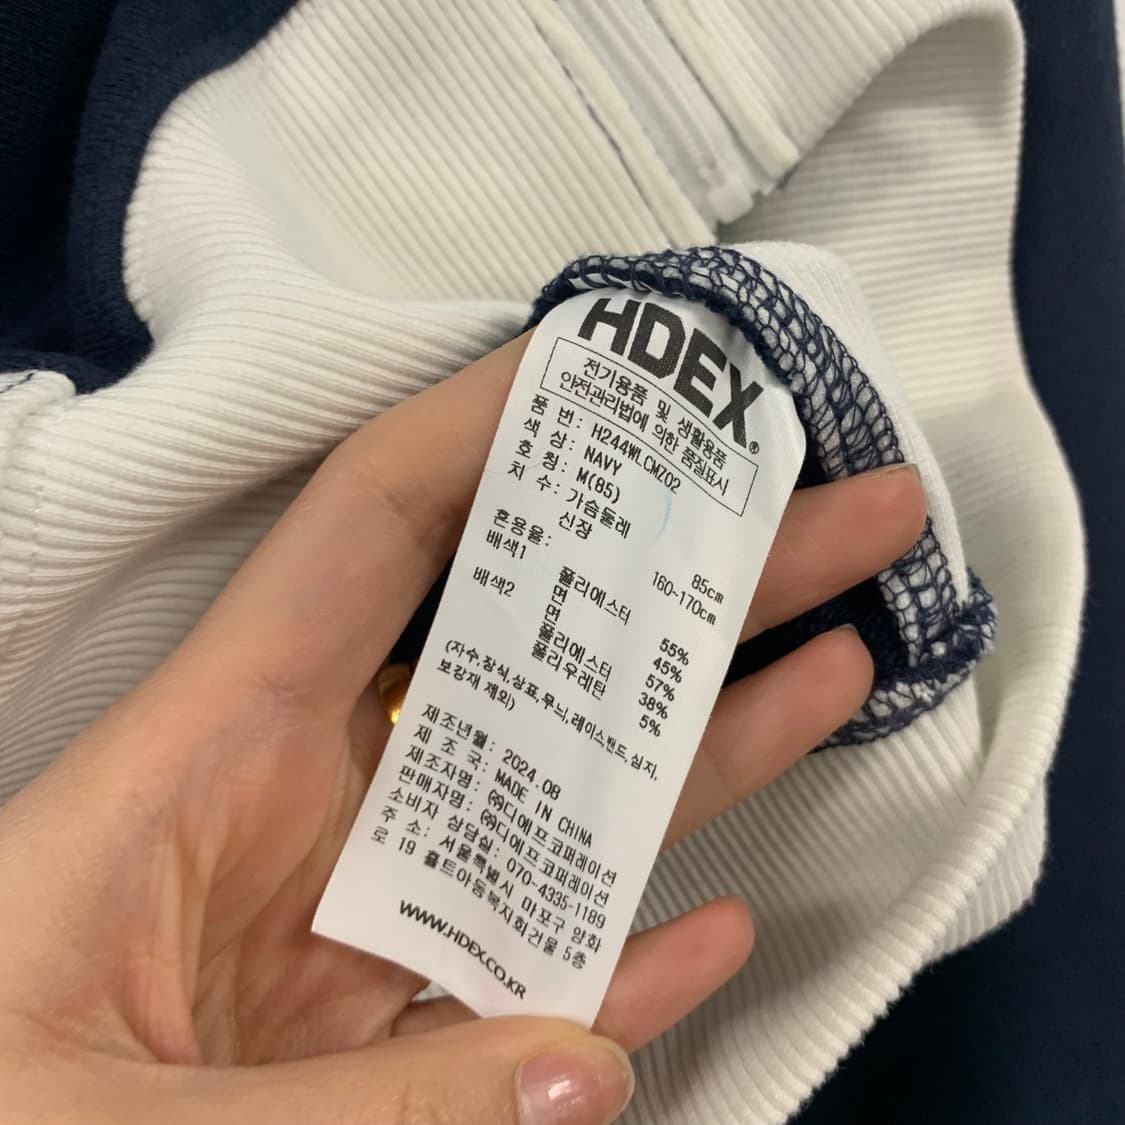 HDEX®
전기용품 및 생활용품
안전관리법에 의한 품질표시
품 번: H244WLCMZ02
색 상: NAVY
호 칭: M(85)
치 수: 가슴둘레 85cm
신장 160-170cm
혼용율:
배색1 폴리에스터 55%
면 45%
배색2 면 57%
폴리에스터 38%
폴리우레탄 5%
(자수,장식,상표,무늬,레이스,밴드,심지,
보강재 제외)
제조년월: 2024.08
제 조 국: MADE IN CHINA
제조자명: ㈜디에프코퍼레이션
판매자명: ㈜디에프코퍼레이션
소비자 상담실: 070-4335-1189
주 소: 서울특별시 마포구 양화
로 19 홀트아동복지회건물 5층
WWW.HDEX.CO.KR